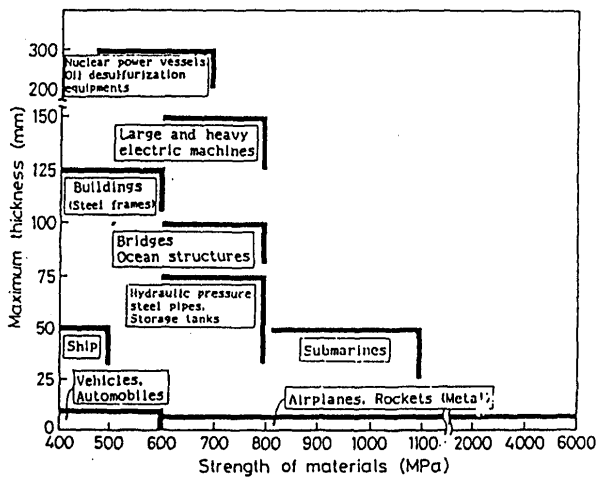 Maximum thickness (mm)
300
200
150
125
100
75
50
25
0
Nuclear power vessels
Oil desulfurization
equipments
Large and heavy
electric machines
Buildings
(Steel frames)
Bridges
Ocean structures
Hydraulic pressure
steel pipes,
Storage tanks
Ship
Submarines
Vehicles,
Automobiles
Airplanes, Rockets (Metal)
400 500 600 700 800 900 1000 1100 2000 4000 6000
Strength of materials (MPa)